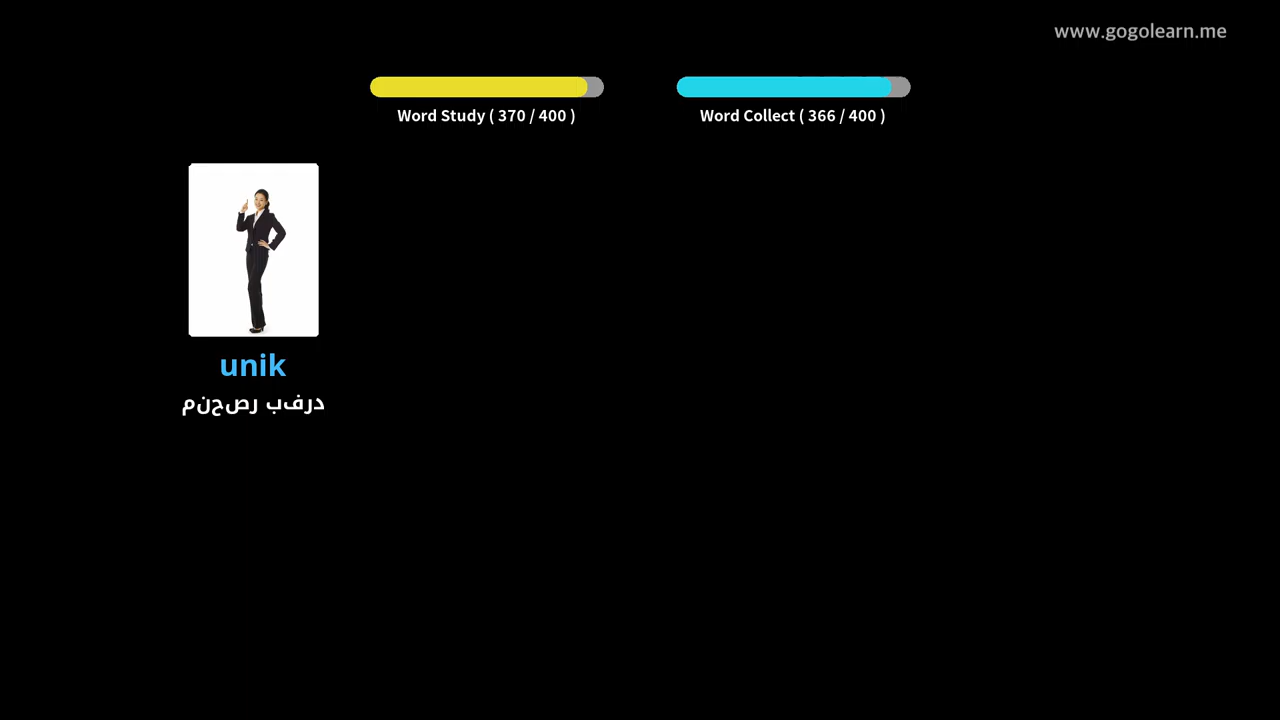 www.gogolearn.me
Word Study ( 370 / 400 )
Word Collect ( 366 / 400 )
unik
درفب رصحنم